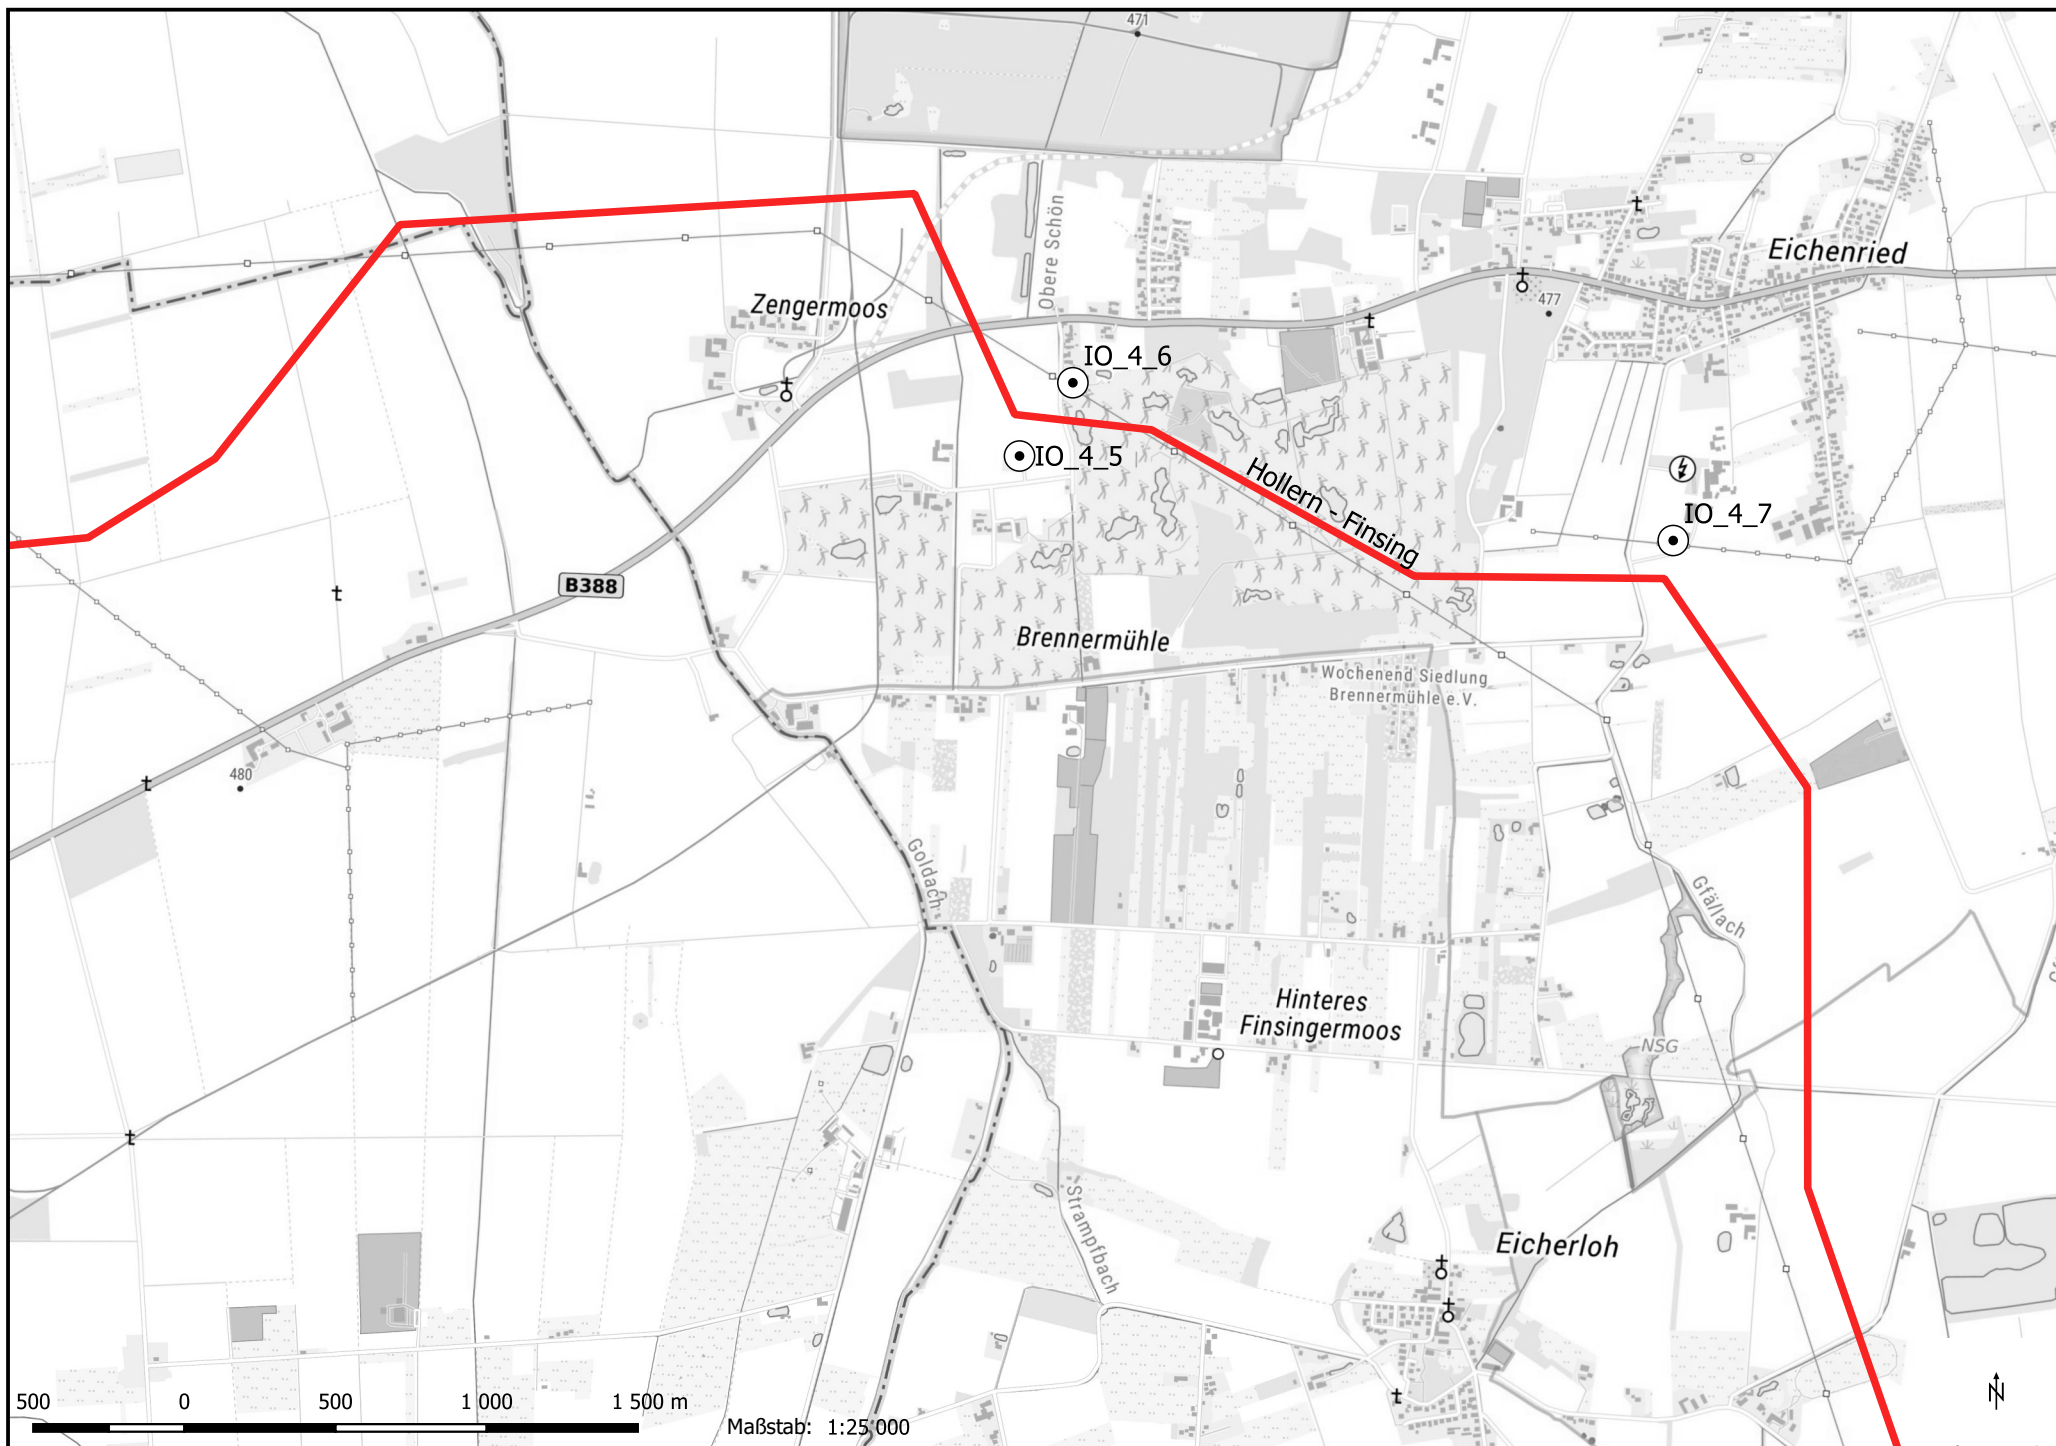 471
Obere Schön
Eichenried
Zengermoos
477
IO_4_6
IO_4_5
Hollern - Finsing
IO_4_7
B388
Brennermühle
Wochenend Siedlung
Brennermühle e.V.
480
Goldach
Gfällach
Hinteres
Finsingermoos
NSG
Strampfbach
Eicherloh
500 0 500 1 000 1 500 m
Maßstab: 1:25 000
N